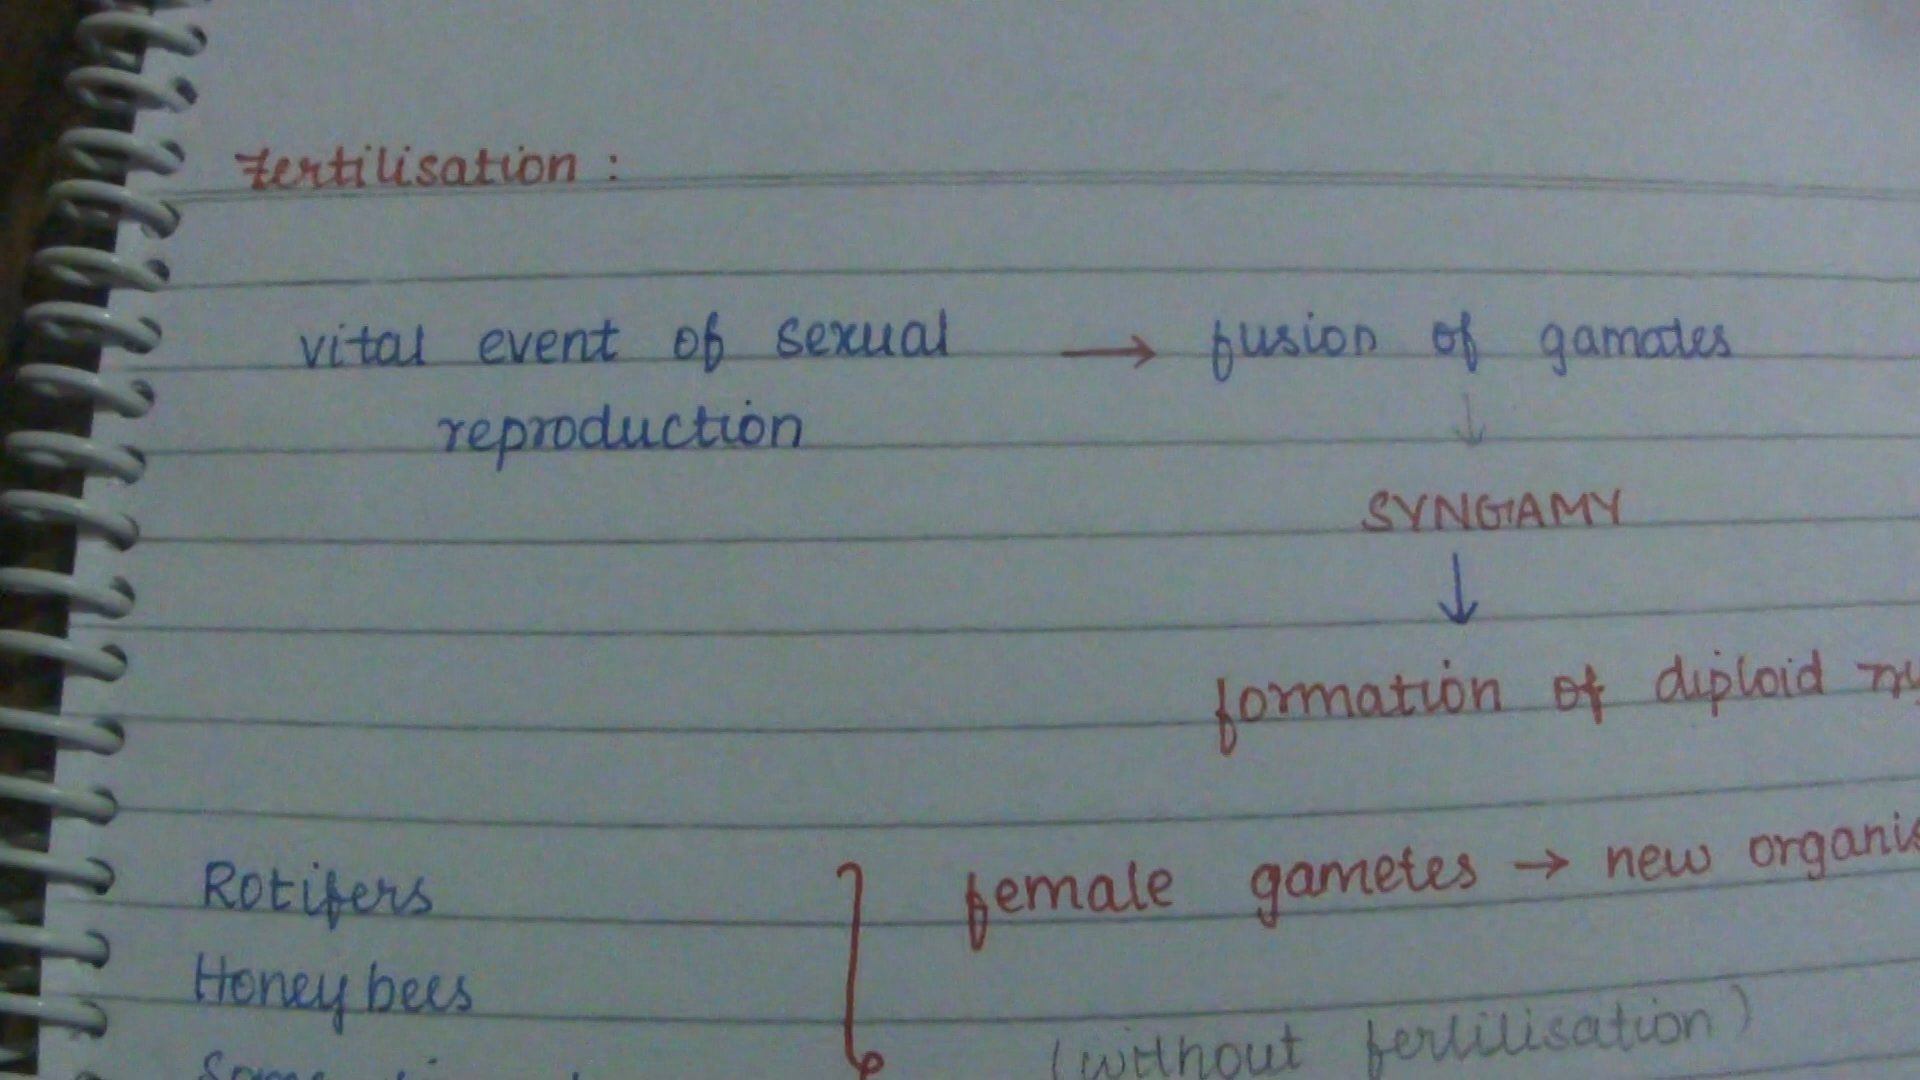 Fertilisation :
vital event of sexual → fusion of gamates
reproduction
↓
SYNGAMY
↓
formation of diploid
Rotifers female gametes → new
Honey bees
(without fertilisation)